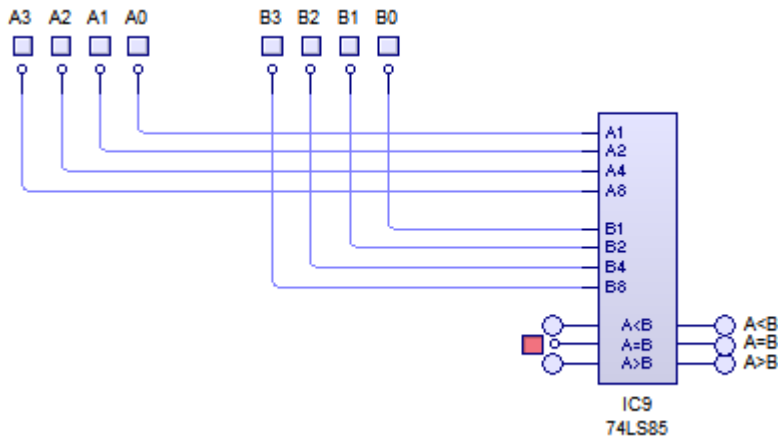 A3 A2 A1 A0 B3 B2 B1 B0
A1
A2
A4
A8
B1
B2
B4
B8
A<B A<B
A=B A=B
A>B A>B
IC9
74LS85